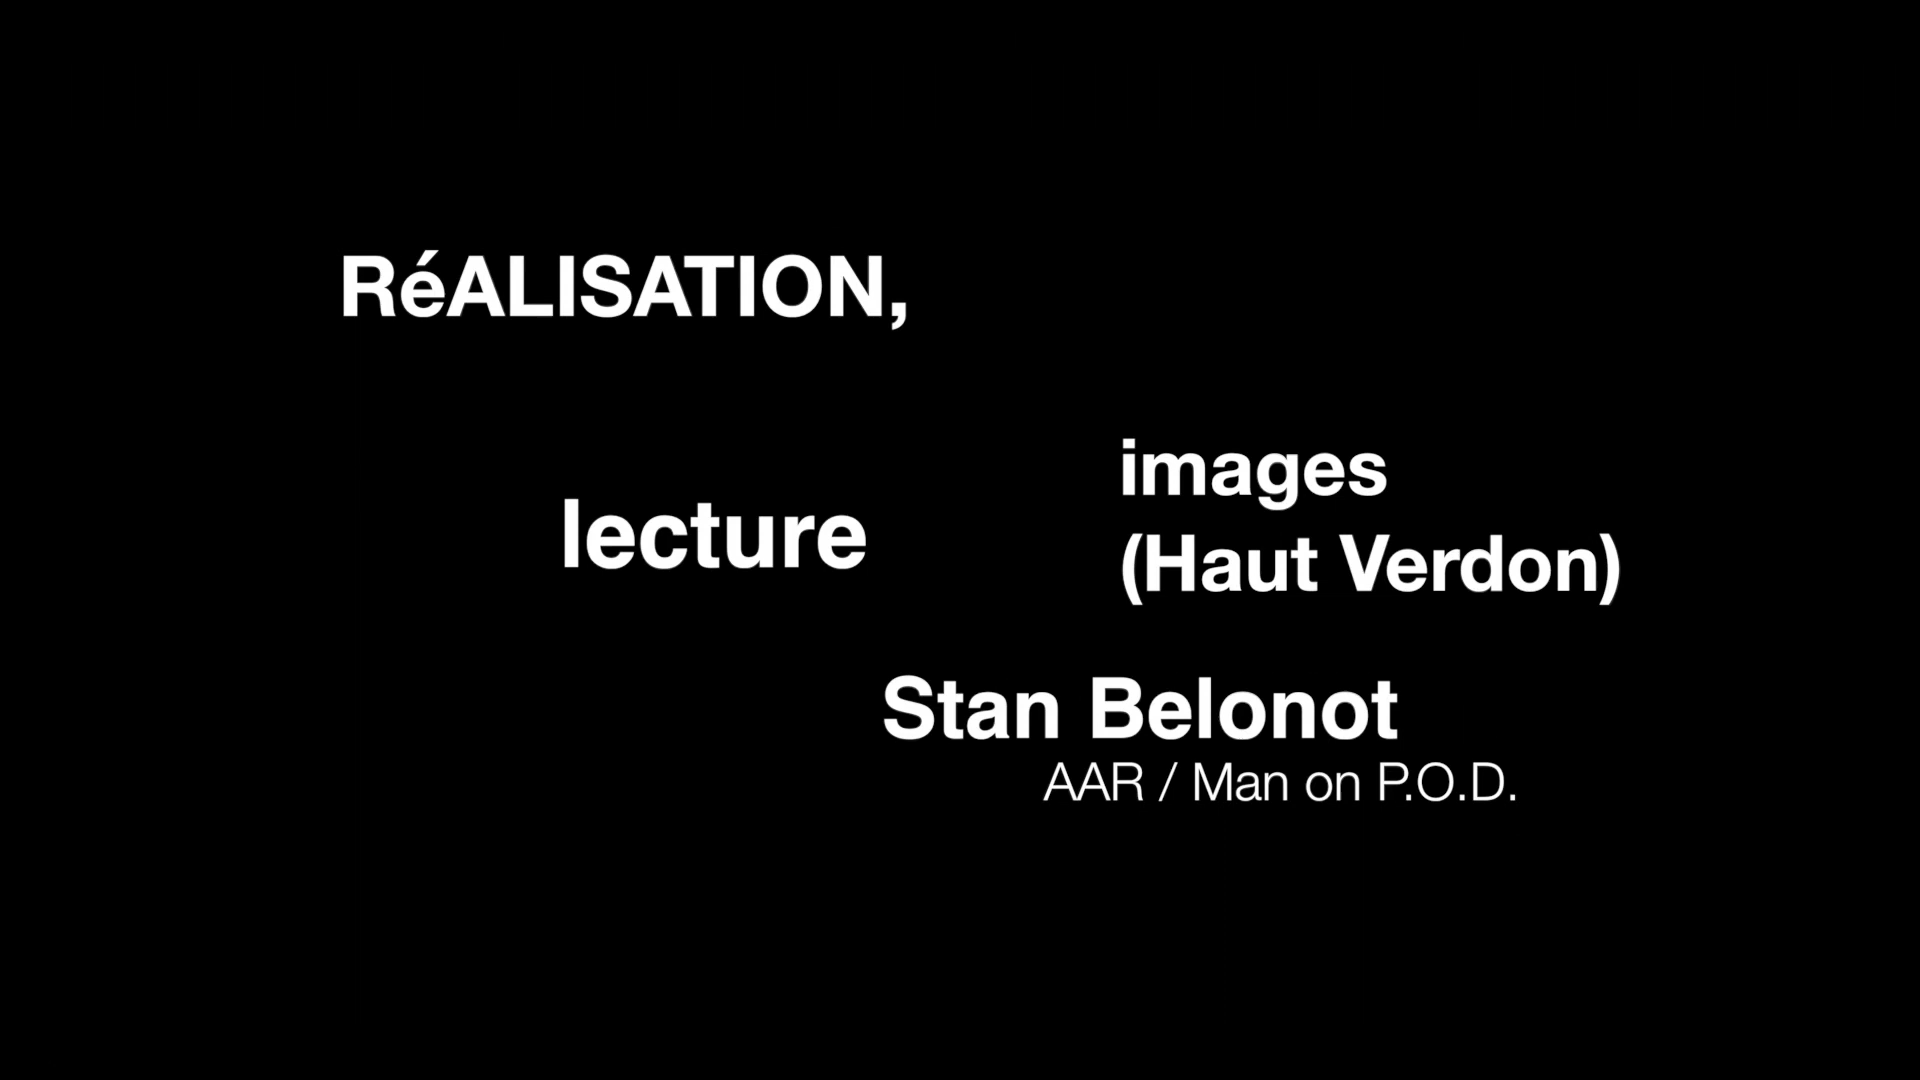 RéALISATION,
lecture
images
(Haut Verdon)
Stan Belonot
AAR / Man on P.O.D.